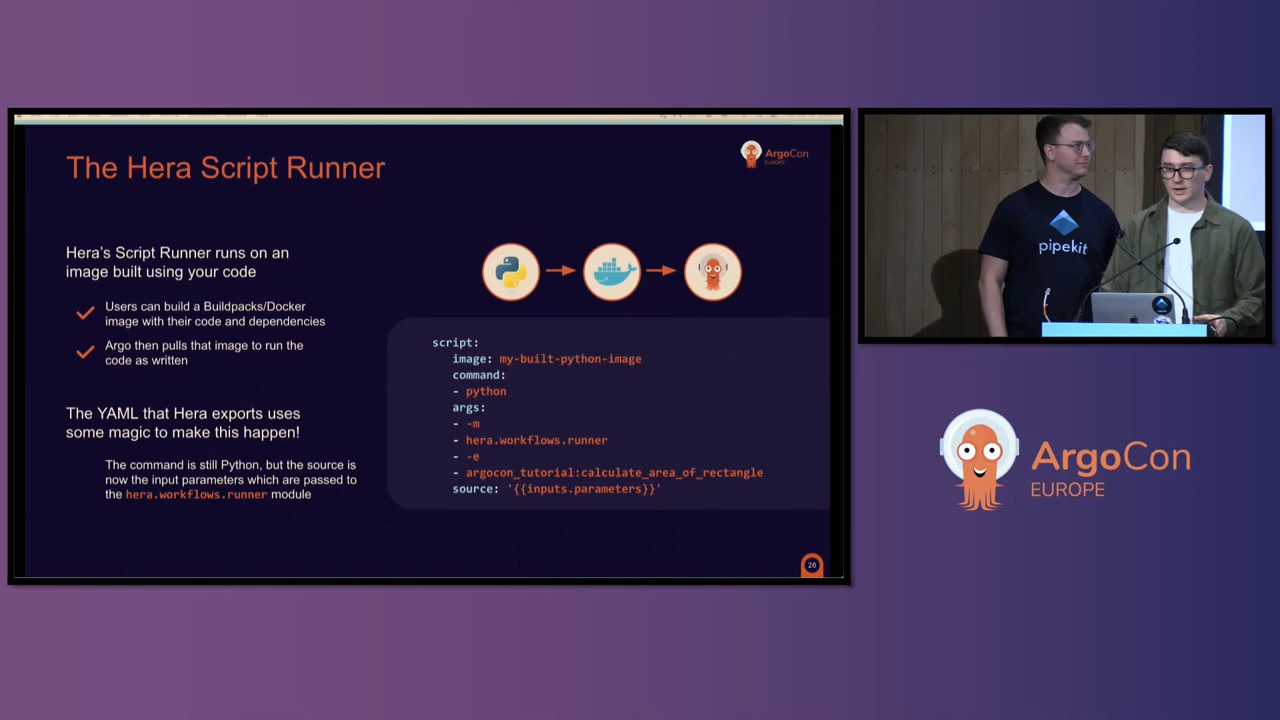 The Hera Script Runner
ArgoCon
EUROPE
Hera's Script Runner runs on an
image built using your code
Users can build a Buildpacks/Docker
image with their code and dependencies
Argo then pulls that image to run the
code as written
The YAML that Hera exports uses
some magic to make this happen!
The command is still Python, but the source is
now the input parameters which are passed to
the hera.workflows.runner module
script:
image: my-built-python-image
command:
- python
args:
- -m
- hera.workflows.runner
- -e
- argocon_tutorial:calculate_area_of_rectangle
source: '{{inputs.parameters}}'
26
pipekit
ArgoCon
EUROPE